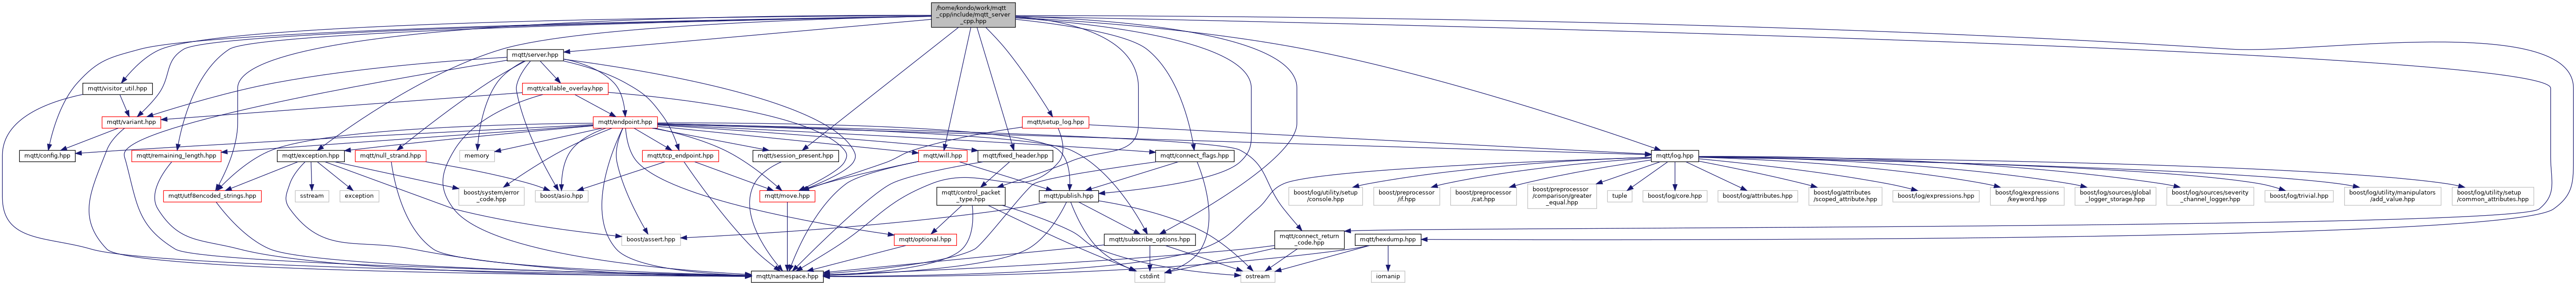 /home/kondo/work/mqtt
_cpp/include/mqtt_server
_cpp.hpp
mqtt/server.hpp
mqtt/visitor_util.hpp
mqtt/callable_overlay.hpp
mqtt/variant.hpp
mqtt/endpoint.hpp
mqtt/setup_log.hpp
mqtt/config.hpp
mqtt/remaining_length.hpp
mqtt/exception.hpp
mqtt/null_strand.hpp
memory
mqtt/tcp_endpoint.hpp
mqtt/session_present.hpp
mqtt/will.hpp
mqtt/fixed_header.hpp
mqtt/connect_flags.hpp
mqtt/log.hpp
mqtt/utf8encoded_strings.hpp
sstream
exception
boost/system/error
_code.hpp
boost/asio.hpp
mqtt/move.hpp
mqtt/control_packet
_type.hpp
mqtt/publish.hpp
boost/log/utility/setup
/console.hpp
boost/preprocessor
/if.hpp
boost/preprocessor
/cat.hpp
boost/preprocessor
/comparison/greater
_equal.hpp
tuple
boost/log/core.hpp
boost/log/attributes.hpp
boost/log/attributes
/scoped_attribute.hpp
boost/log/expressions.hpp
boost/log/expressions
/keyword.hpp
boost/log/sources/global
_logger_storage.hpp
boost/log/sources/severity
_channel_logger.hpp
boost/log/trivial.hpp
boost/log/utility/manipulators
/add_value.hpp
boost/log/utility/setup
/common_attributes.hpp
boost/assert.hpp
mqtt/optional.hpp
mqtt/subscribe_options.hpp
mqtt/connect_return
_code.hpp
mqtt/hexdump.hpp
mqtt/namespace.hpp
cstdint
ostream
iomanip